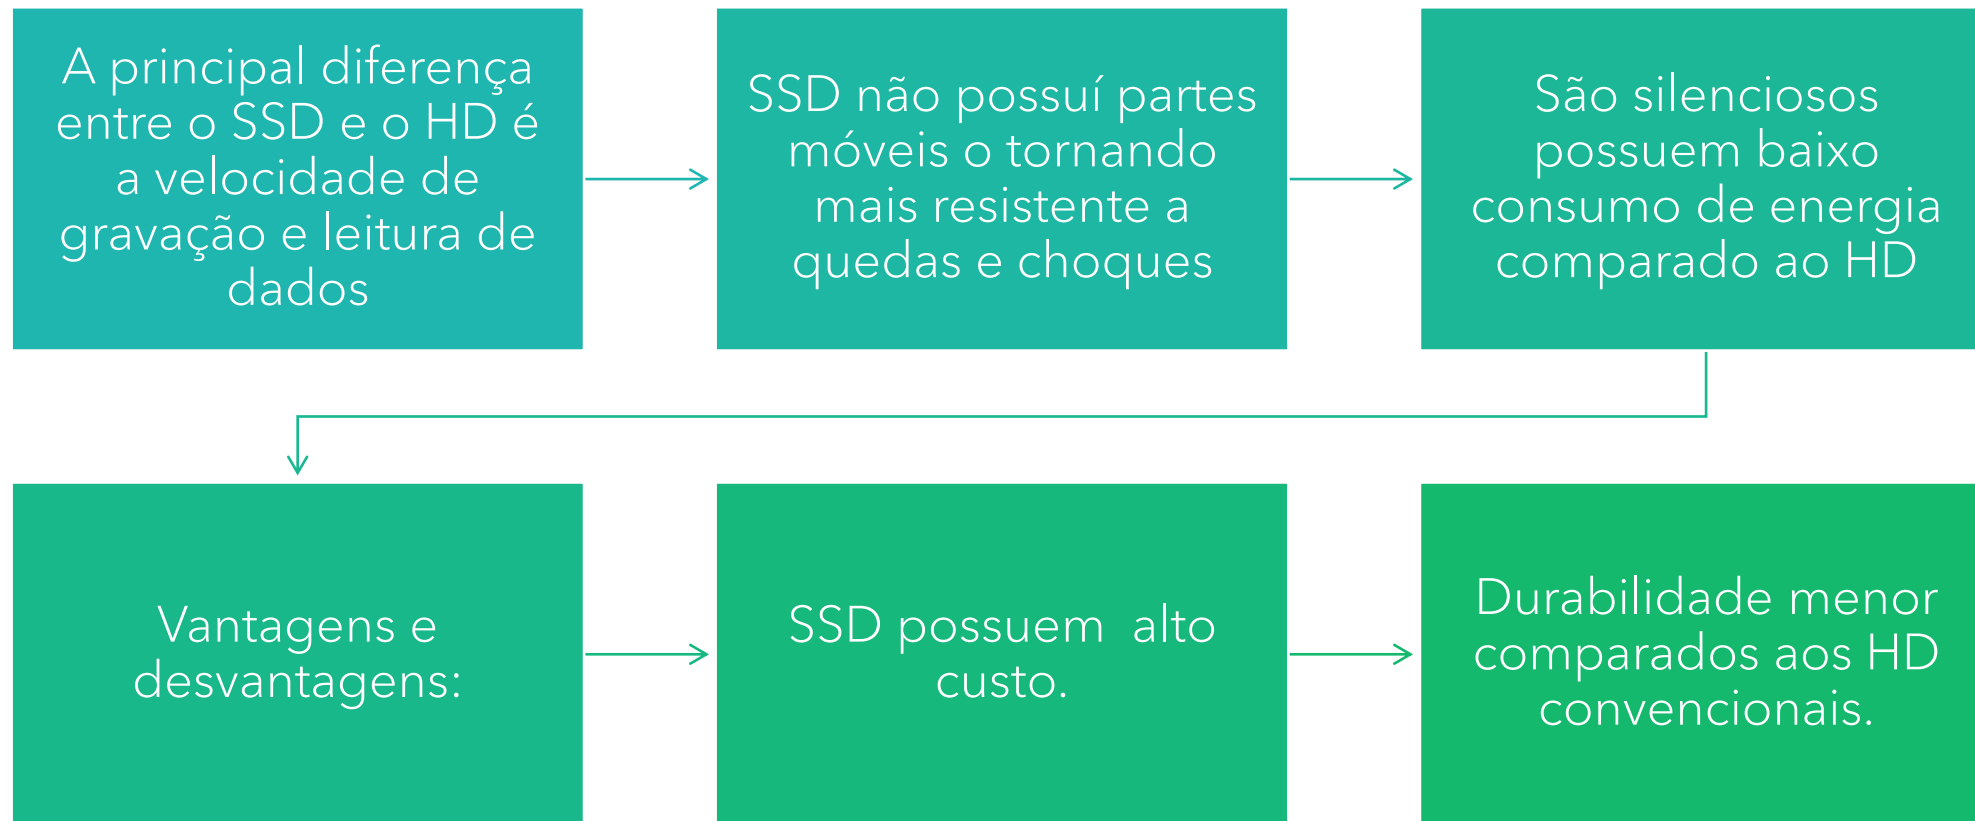 A principal diferença
entre o SSD e o HD é
a velocidade de
gravação e leitura de
dados
SSD não possuí partes
móveis o tornando
mais resistente a
quedas e choques
São silenciosos
possuem baixo
consumo de energia
comparado ao HD
Vantagens e
desvantagens:
SSD possuem  alto
custo.
Durabilidade menor
comparados aos HD
convencionais.